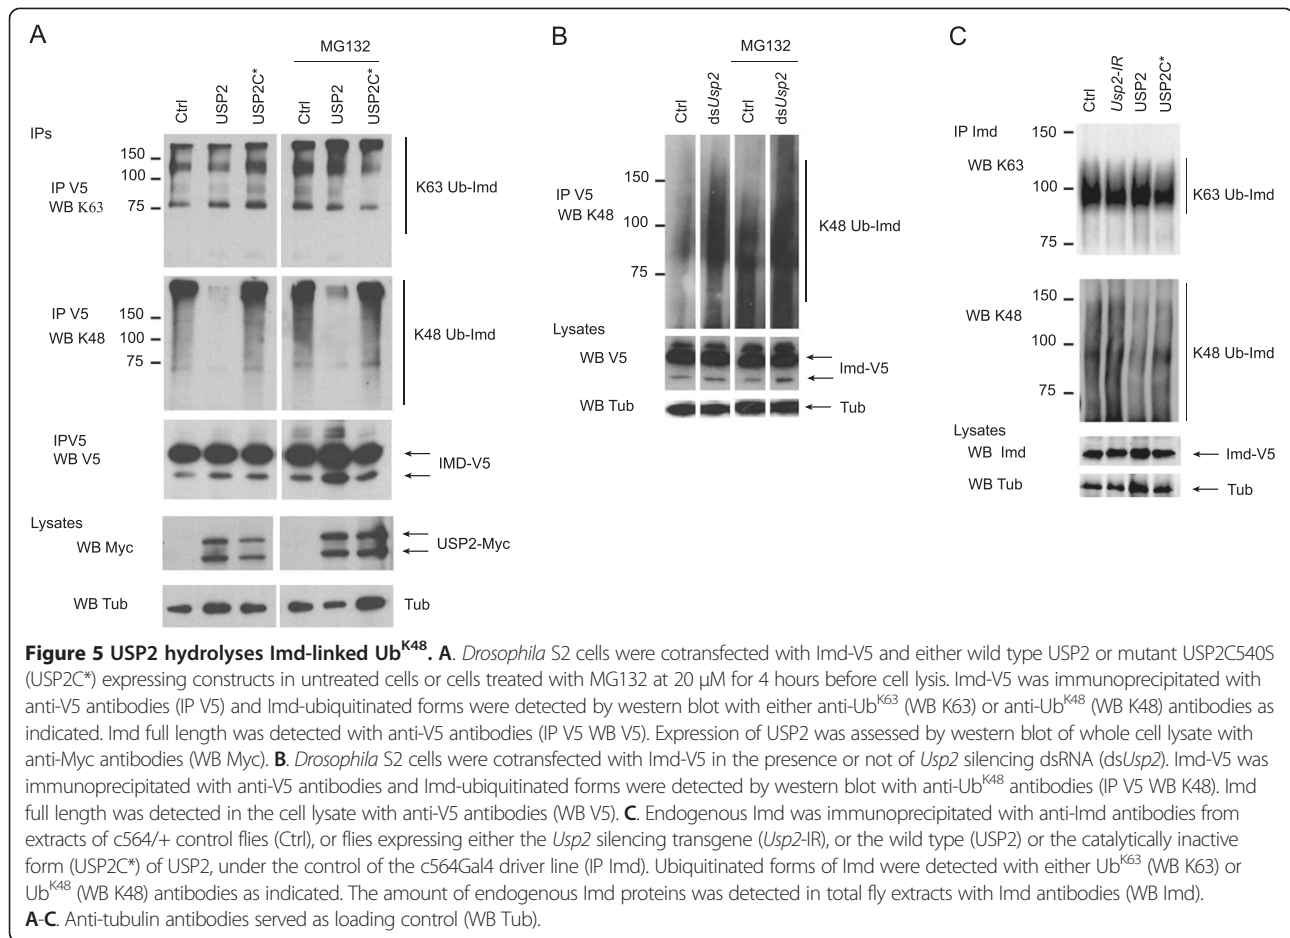 A
MG132
Ctrl
USP2
USP2C*
Ctrl
USP2
USP2C*
IPs
150
100
75
IP V5
WB K63
K63 Ub-Imd
IP V5
WB K48
150
100
75
K48 Ub-Imd
IPV5
WB V5
IMD-V5
Lysates
WB Myc
USP2-Myc
WB Tub
Tub
B
MG132
Ctrl
dsUsp2
Ctrl
dsUsp2
IP V5
WB K48
150
100
75
K48 Ub-Imd
Lysates
WB V5
Imd-V5
WB Tub
Tub
C
Ctrl
Usp2-IR
USP2
USP2C*
IP Imd
WB K63
150
100
75
K63 Ub-Imd
WB K48
150
100
75
K48 Ub-Imd
Lysates
WB Imd
Imd-V5
WB Tub
Tub
Figure 5 USP2 hydrolyses Imd-linked Ub^K48. A. Drosophila S2 cells were cotransfected with Imd-V5 and either wild type USP2 or mutant USP2C540S
(USP2C*) expressing constructs in untreated cells or cells treated with MG132 at 20 μM for 4 hours before cell lysis. Imd-V5 was immunoprecipitated with
anti-V5 antibodies (IP V5) and Imd-ubiquitinated forms were detected by western blot with either anti-Ub^K63 (WB K63) or anti-Ub^K48 (WB K48) antibodies as
indicated. Imd full length was detected with anti-V5 antibodies (IP V5 WB V5). Expression of USP2 was assessed by western blot of whole cell lysate with
anti-Myc antibodies (WB Myc). B. Drosophila S2 cells were cotransfected with Imd-V5 in the presence or not of Usp2 silencing dsRNA (dsUsp2). Imd-V5 was
immunoprecipitated with anti-V5 antibodies and Imd-ubiquitinated forms were detected by western blot with anti-Ub^K48 antibodies (IP V5 WB K48). Imd
full length was detected in the cell lysate with anti-V5 antibodies (WB V5). C. Endogenous Imd was immunoprecipitated with anti-Imd antibodies from
extracts of c564/+ control flies (Ctrl), or flies expressing either the Usp2 silencing transgene (Usp2-IR), or the wild type (USP2) or the catalytically inactive
form (USP2C*) of USP2, under the control of the c564Gal4 driver line (IP Imd). Ubiquitinated forms of Imd were detected with either Ub^K63 (WB K63) or
Ub^K48 (WB K48) antibodies as indicated. The amount of endogenous Imd proteins was detected in total fly extracts with Imd antibodies (WB Imd).
A-C. Anti-tubulin antibodies served as loading control (WB Tub).